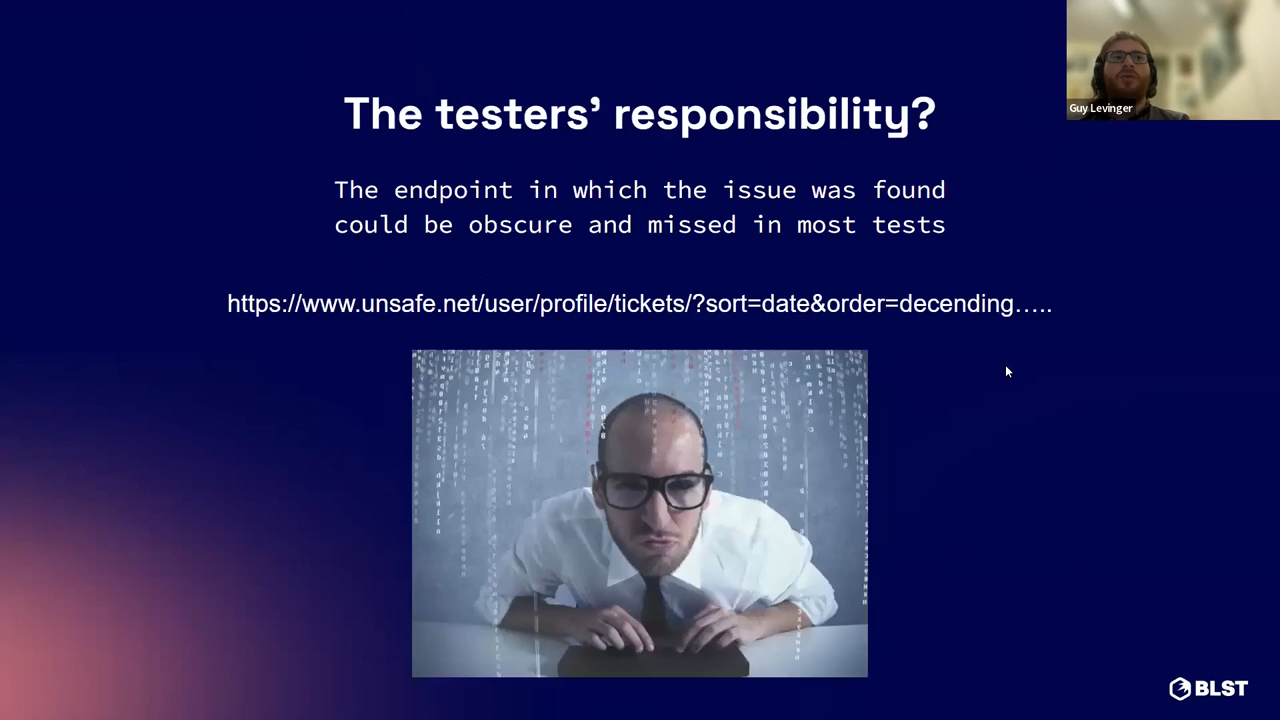 The testers’ responsibility?
Guy Levinger
The endpoint in which the issue was found
could be obscure and missed in most tests
https://www.unsafe.net/user/profile/tickets/?sort=date&order=decending…..
BLST